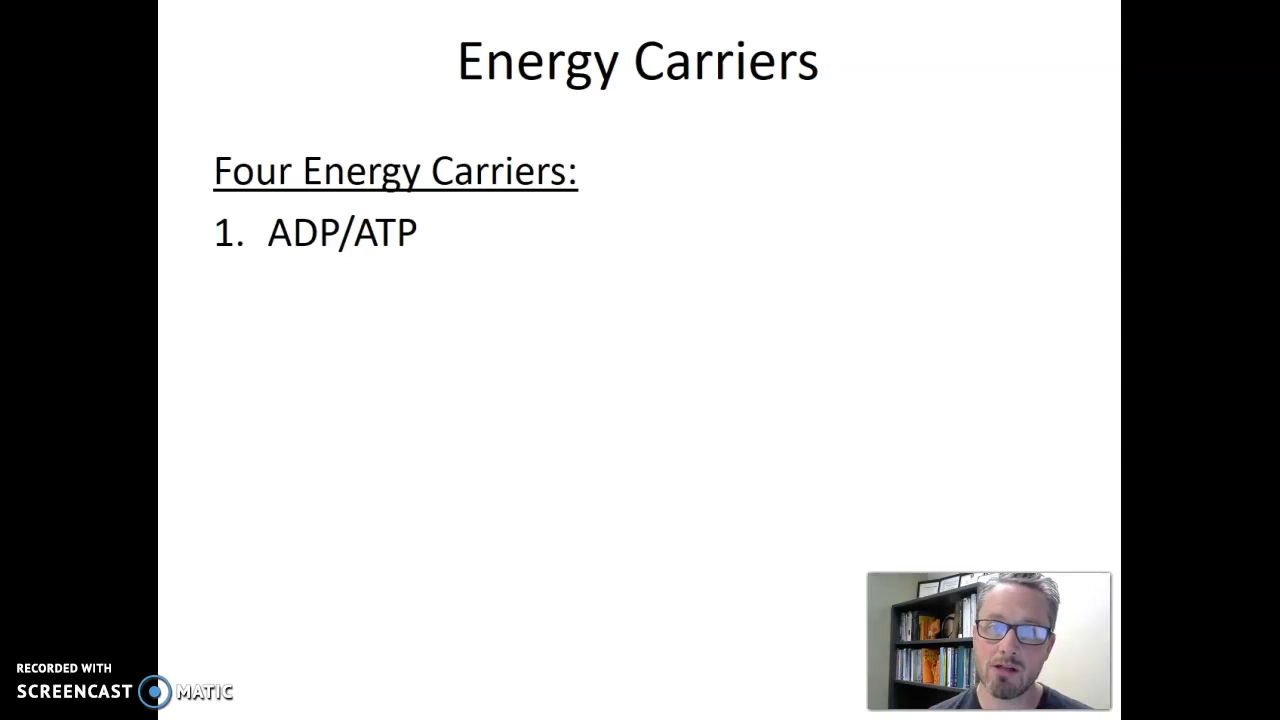 Energy Carriers
Four Energy Carriers:
1. ADP/ATP
RECORDED WITH
SCREENCAST MATIC